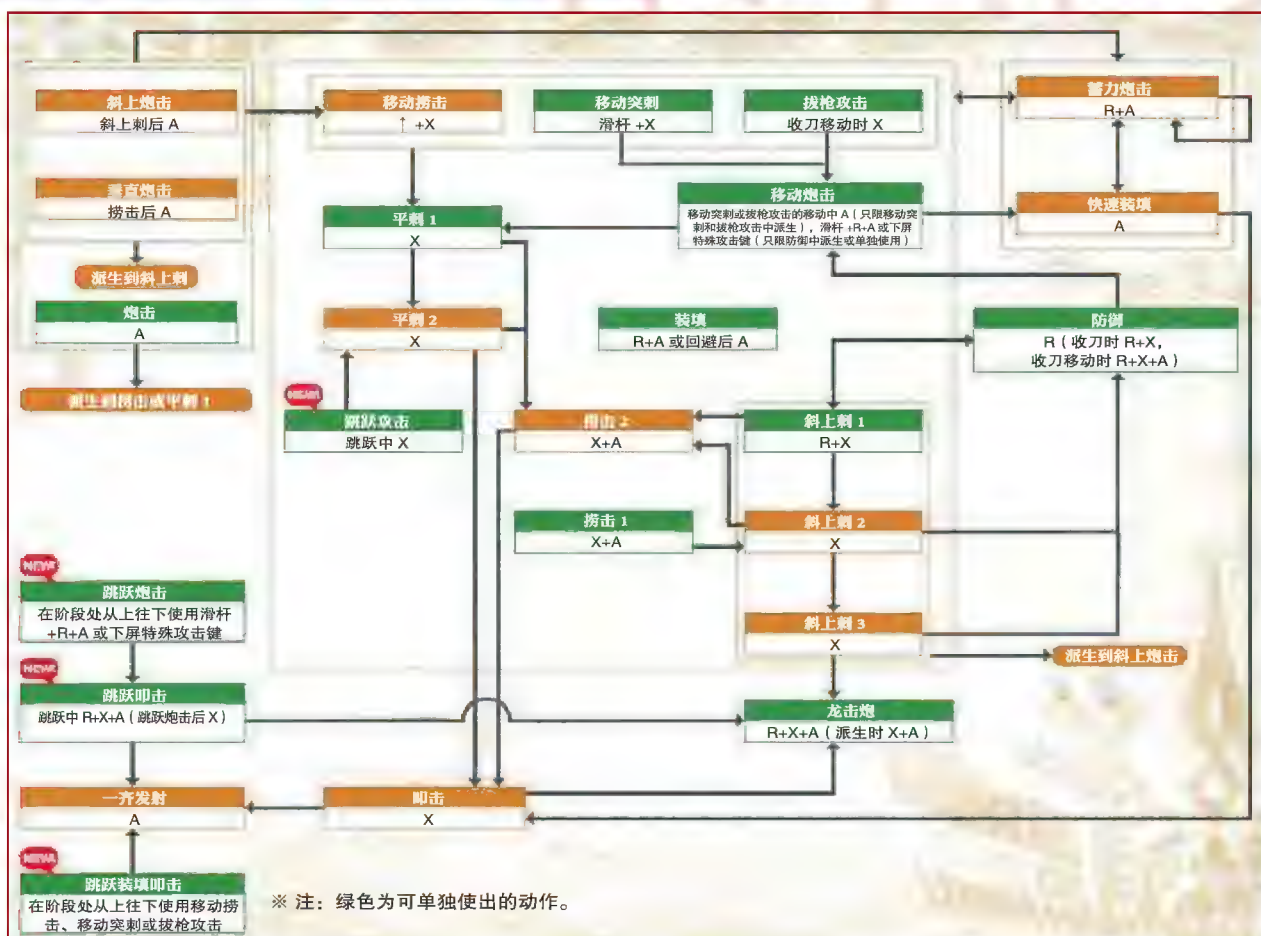 斜上炮击
斜上刺后 A
垂直炮击
捞击后 A
派生到斜上刺
炮击
A
派生到捞击或平刺 1
移动捞击
↑ +X
移动突刺
滑杆 +X
拔枪攻击
收刀移动时 X
蓄力炮击
R+A
快速装填
A
移动炮击
移动突刺或拔枪攻击的移动中 A（只限移动突
刺和拔枪攻击中派生），滑杆 +R+A 或下屏
特殊攻击键（只限防御中派生或单独使用）
平刺 1
X
平刺 2
X
装填
R+A 或回避后 A
防御
R（收刀时 R+X，
收刀移动时 R+X+A）
NEW
跳跃攻击
跳跃中 X
捞击 2
X+A
斜上刺 1
R+X
捞击 1
X+A
斜上刺 2
X
斜上刺 3
X
派生到斜上炮击
NEW
跳跃炮击
在阶段处从上往下使用滑杆
+R+A 或下屏特殊攻击键
NEW
跳跃叩击
跳跃中 R+X+A（跳跃炮击后 X）
龙击炮
R+X+A（派生时 X+A）
一齐发射
A
叩击
X
NEW
跳跃装填叩击
在阶段处从上往下使用移动捞
击、移动突刺或拔枪攻击
※ 注：绿色为可单独使出的动作。